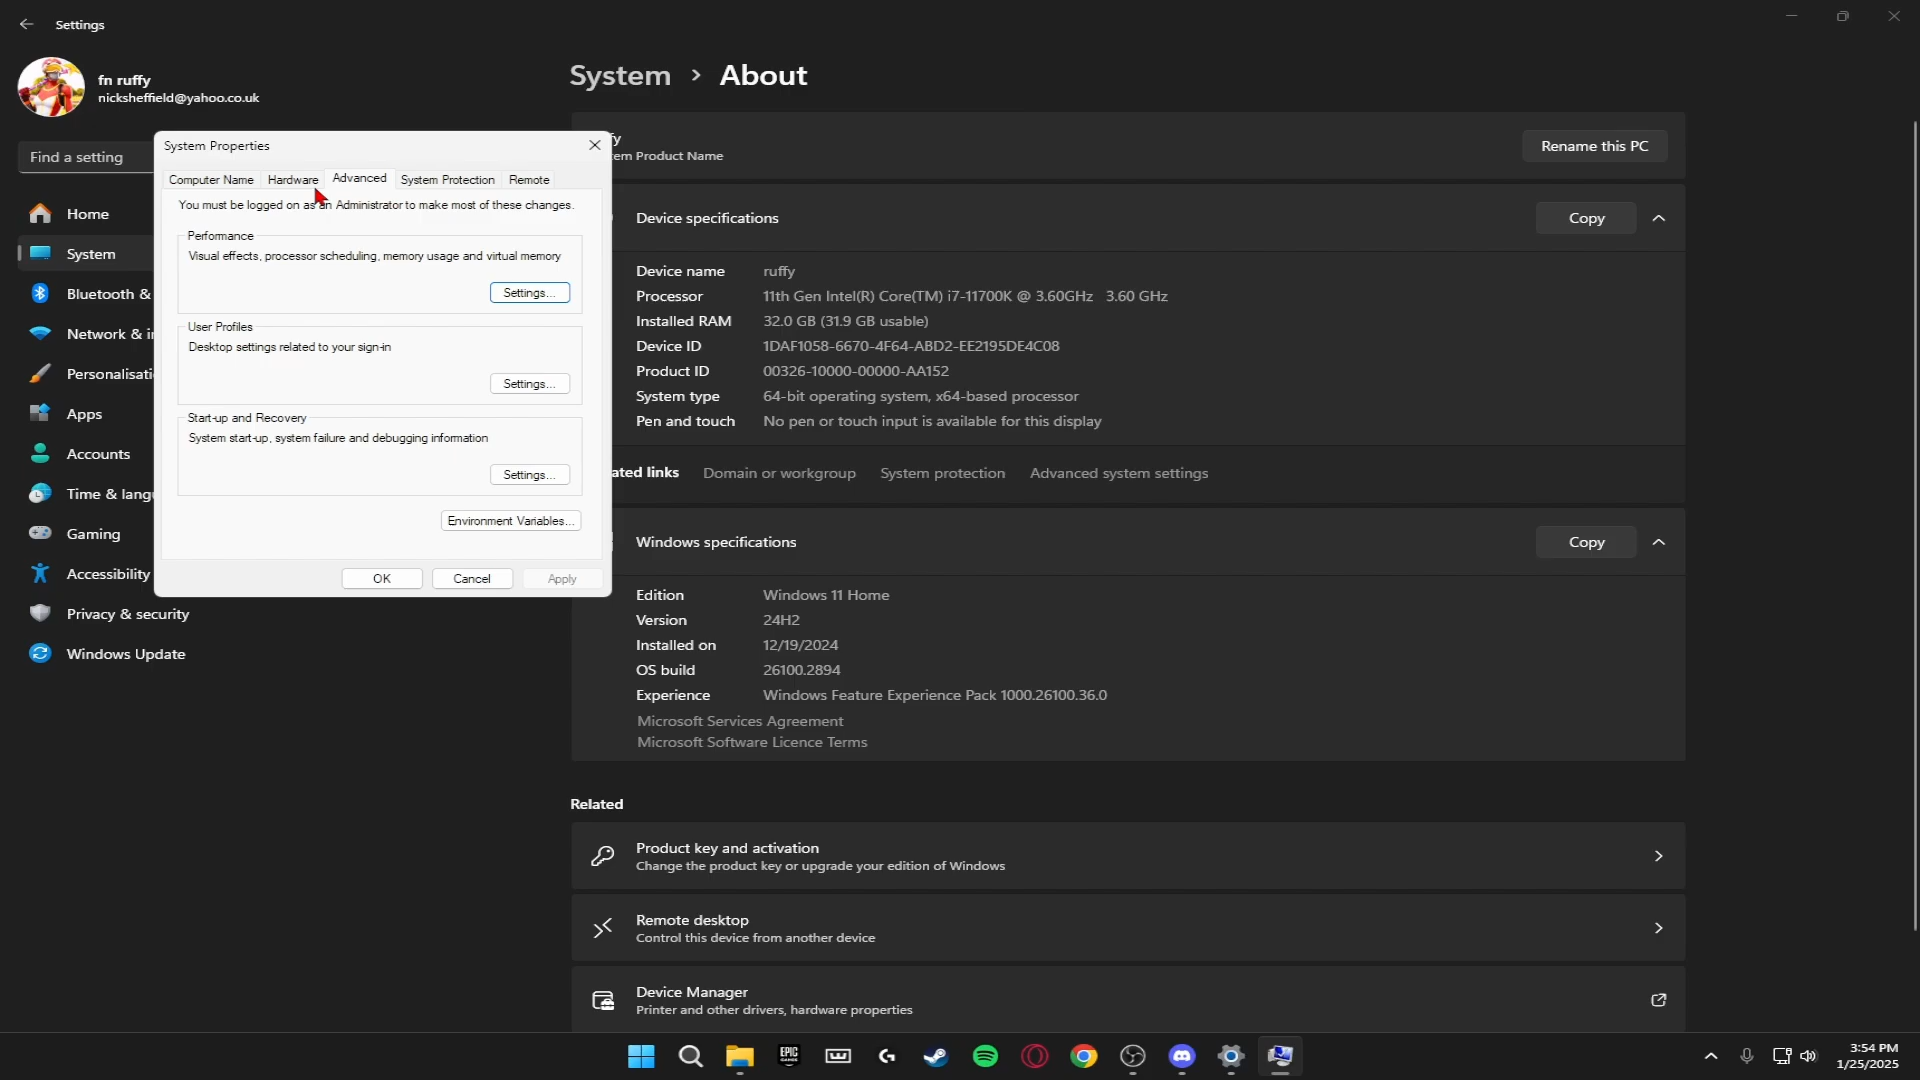 Settings
fn ruffy
nicksheffield@yahoo.co.uk
Find a setting
Home
System
Bluetooth &
Network &
Apps
Accounts
Time &
Gaming
Accessibility
Privacy & security
Windows Update
System Properties
Computer Name
Hardware
Advanced
System Protection
Remote
You must be logged on as an Administrator to make most of these changes.
Performance
Visual effects, processor scheduling, memory usage and virtual memory
Settings...
User Profiles
Desktop settings related to your sign-in
Settings...
Start-up and Recovery
System start-up, system failure and debugging information
Settings...
Environment Variables...
OK
Cancel
Apply
System > About
fy
em Product Name
Rename this PC
Device specifications
Copy
Device name ruffy
Processor 11th Gen Intel(R) Core(TM) i7-11700K @ 3.60GHz 3.60 GHz
Installed RAM 32.0 GB (31.9 GB usable)
Device ID 1DAF1058-6670-4F64-ABD2-EE2195DE4C08
Product ID 00326-10000-00000-AA152
System type 64-bit operating system, x64-based processor
Pen and touch No pen or touch input is available for this display
ated links
Domain or workgroup
System protection
Advanced system settings
Windows specifications
Copy
Edition Windows 11 Home
Version 24H2
Installed on 12/19/2024
OS build 26100.2894
Experience Windows Feature Experience Pack 1000.26100.36.0
Microsoft Services Agreement
Microsoft Software Licence Terms
Related
Product key and activation
Change the product key or upgrade your edition of Windows
Remote desktop
Control this device from another device
Device Manager
Printer and other drivers, hardware properties
EPIC
GAMES
3:54 PM
1/25/2025